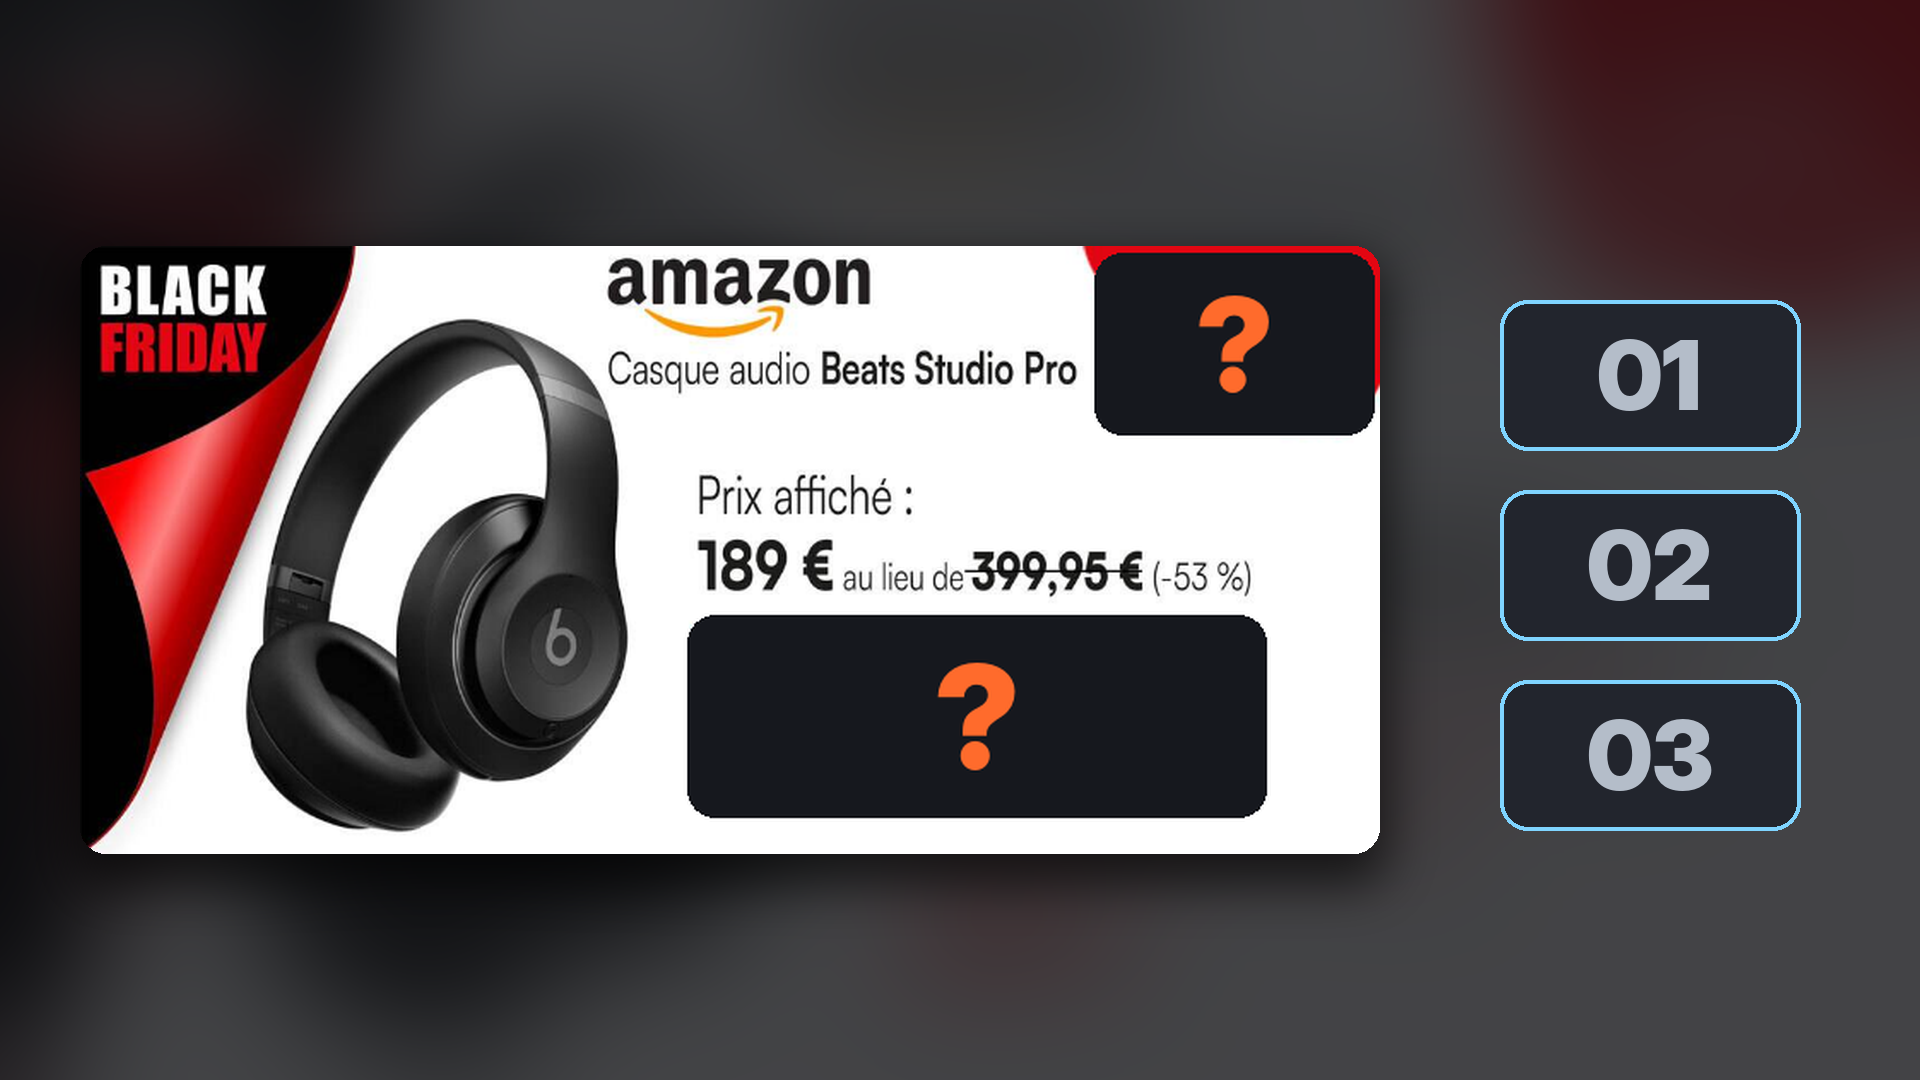 BLACK
FRIDAY
amazon
Casque audio Beats Studio Pro
?
Prix affiché :
189 € au lieu de 399,95 € (-53 %)
?
b
01
02
03